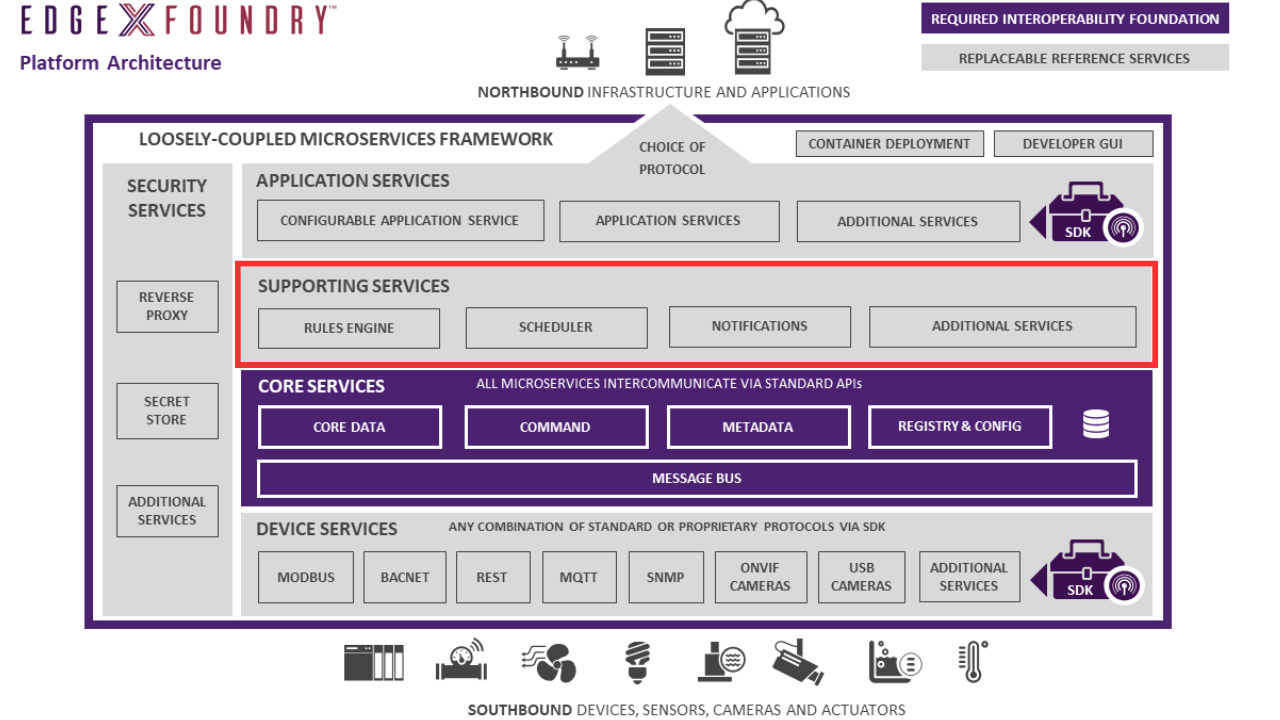 EDGEXFOUNDRY™
Platform Architecture
REQUIRED INTEROPERABILITY FOUNDATION
REPLACEABLE REFERENCE SERVICES
NORTHBOUND INFRASTRUCTURE AND APPLICATIONS
LOOSELY-COUPLED MICROSERVICES FRAMEWORK
CHOICE OF
PROTOCOL
CONTAINER DEPLOYMENT
DEVELOPER GUI
SECURITY
SERVICES
REVERSE
PROXY
SECRET
STORE
ADDITIONAL
SERVICES
APPLICATION SERVICES
CONFIGURABLE APPLICATION SERVICE
APPLICATION SERVICES
ADDITIONAL SERVICES
SDK
SUPPORTING SERVICES
RULES ENGINE
SCHEDULER
NOTIFICATIONS
ADDITIONAL SERVICES
CORE SERVICES
ALL MICROSERVICES INTERCOMMUNICATE VIA STANDARD APIs
CORE DATA
COMMAND
METADATA
REGISTRY & CONFIG
MESSAGE BUS
DEVICE SERVICES
ANY COMBINATION OF STANDARD OR PROPRIETARY PROTOCOLS VIA SDK
MODBUS
BACNET
REST
MQTT
SNMP
ONVIF
CAMERAS
USB
CAMERAS
ADDITIONAL
SERVICES
SDK
SOUTHBOUND DEVICES, SENSORS, CAMERAS AND ACTUATORS